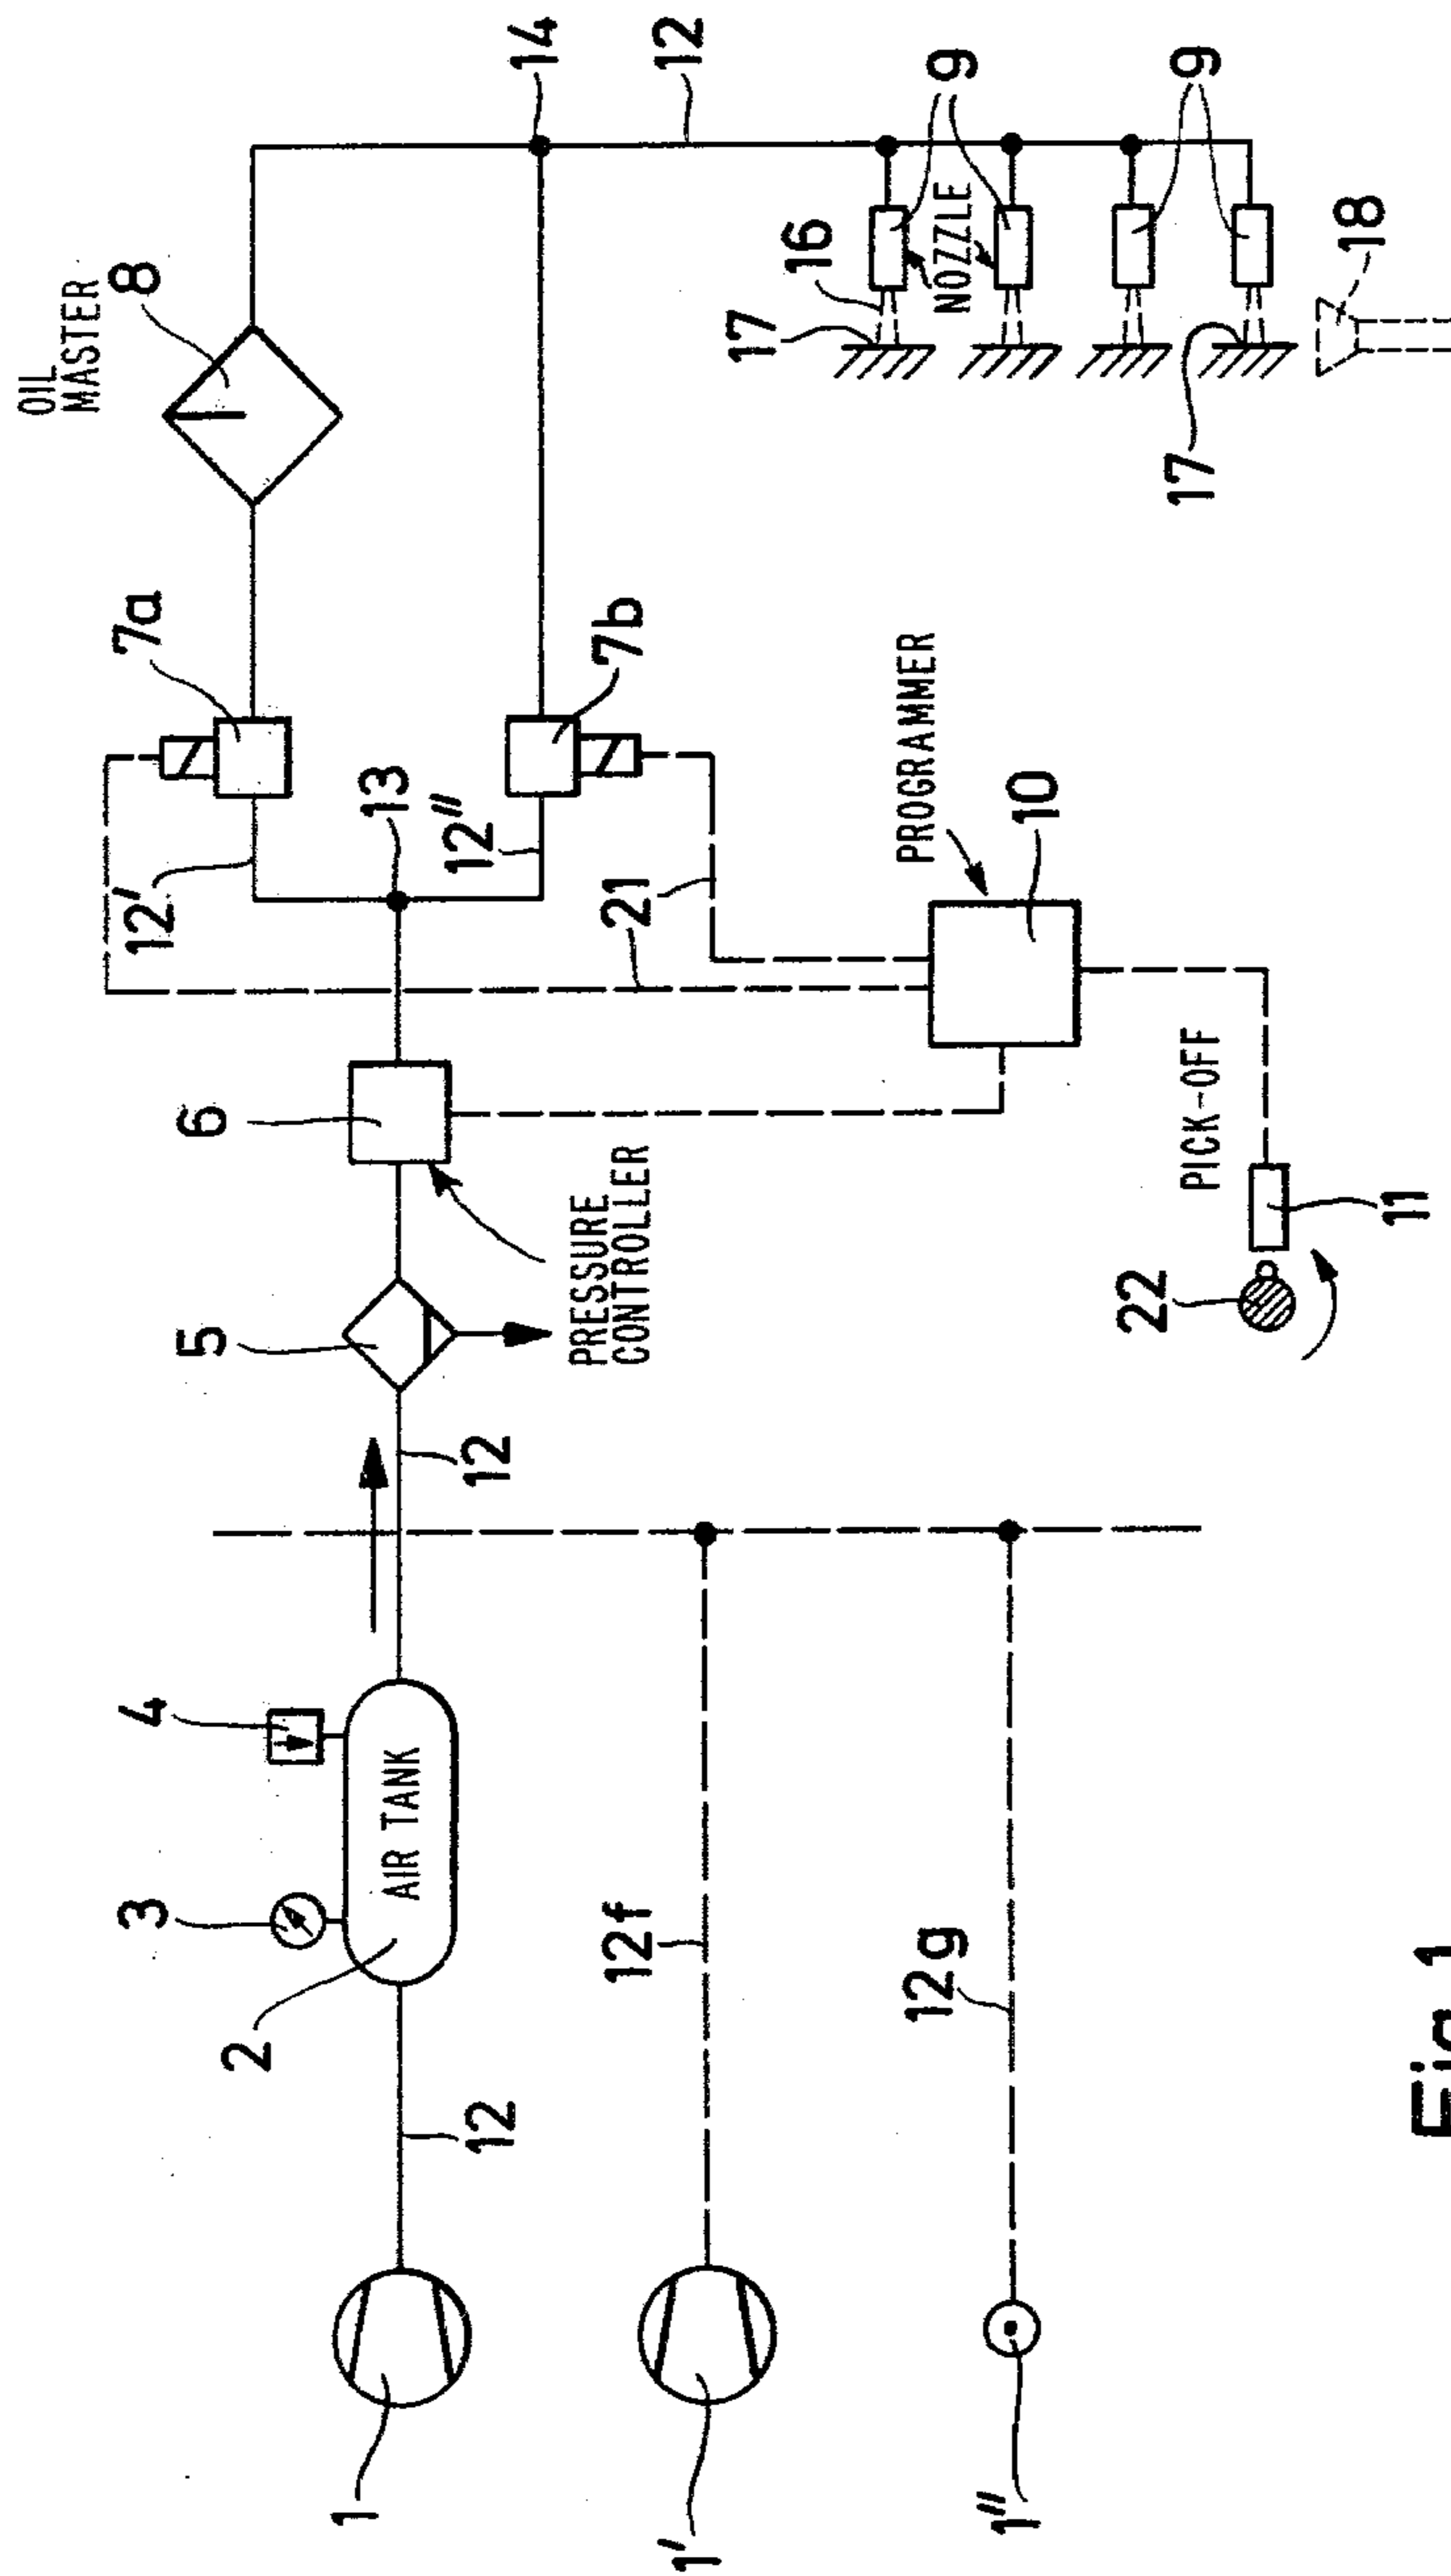 OIL
MASTER
8
14
12
7a
7b
12'
12"
13
21
9
9
16
NOZZLE
17
17
18
PROGRAMMER
10
6
5
PRESSURE
CONTROLLER
PICK-OFF
11
22
12
4
3
AIR TANK
2
12
12f
12g
1
1'
1"
Fig.1